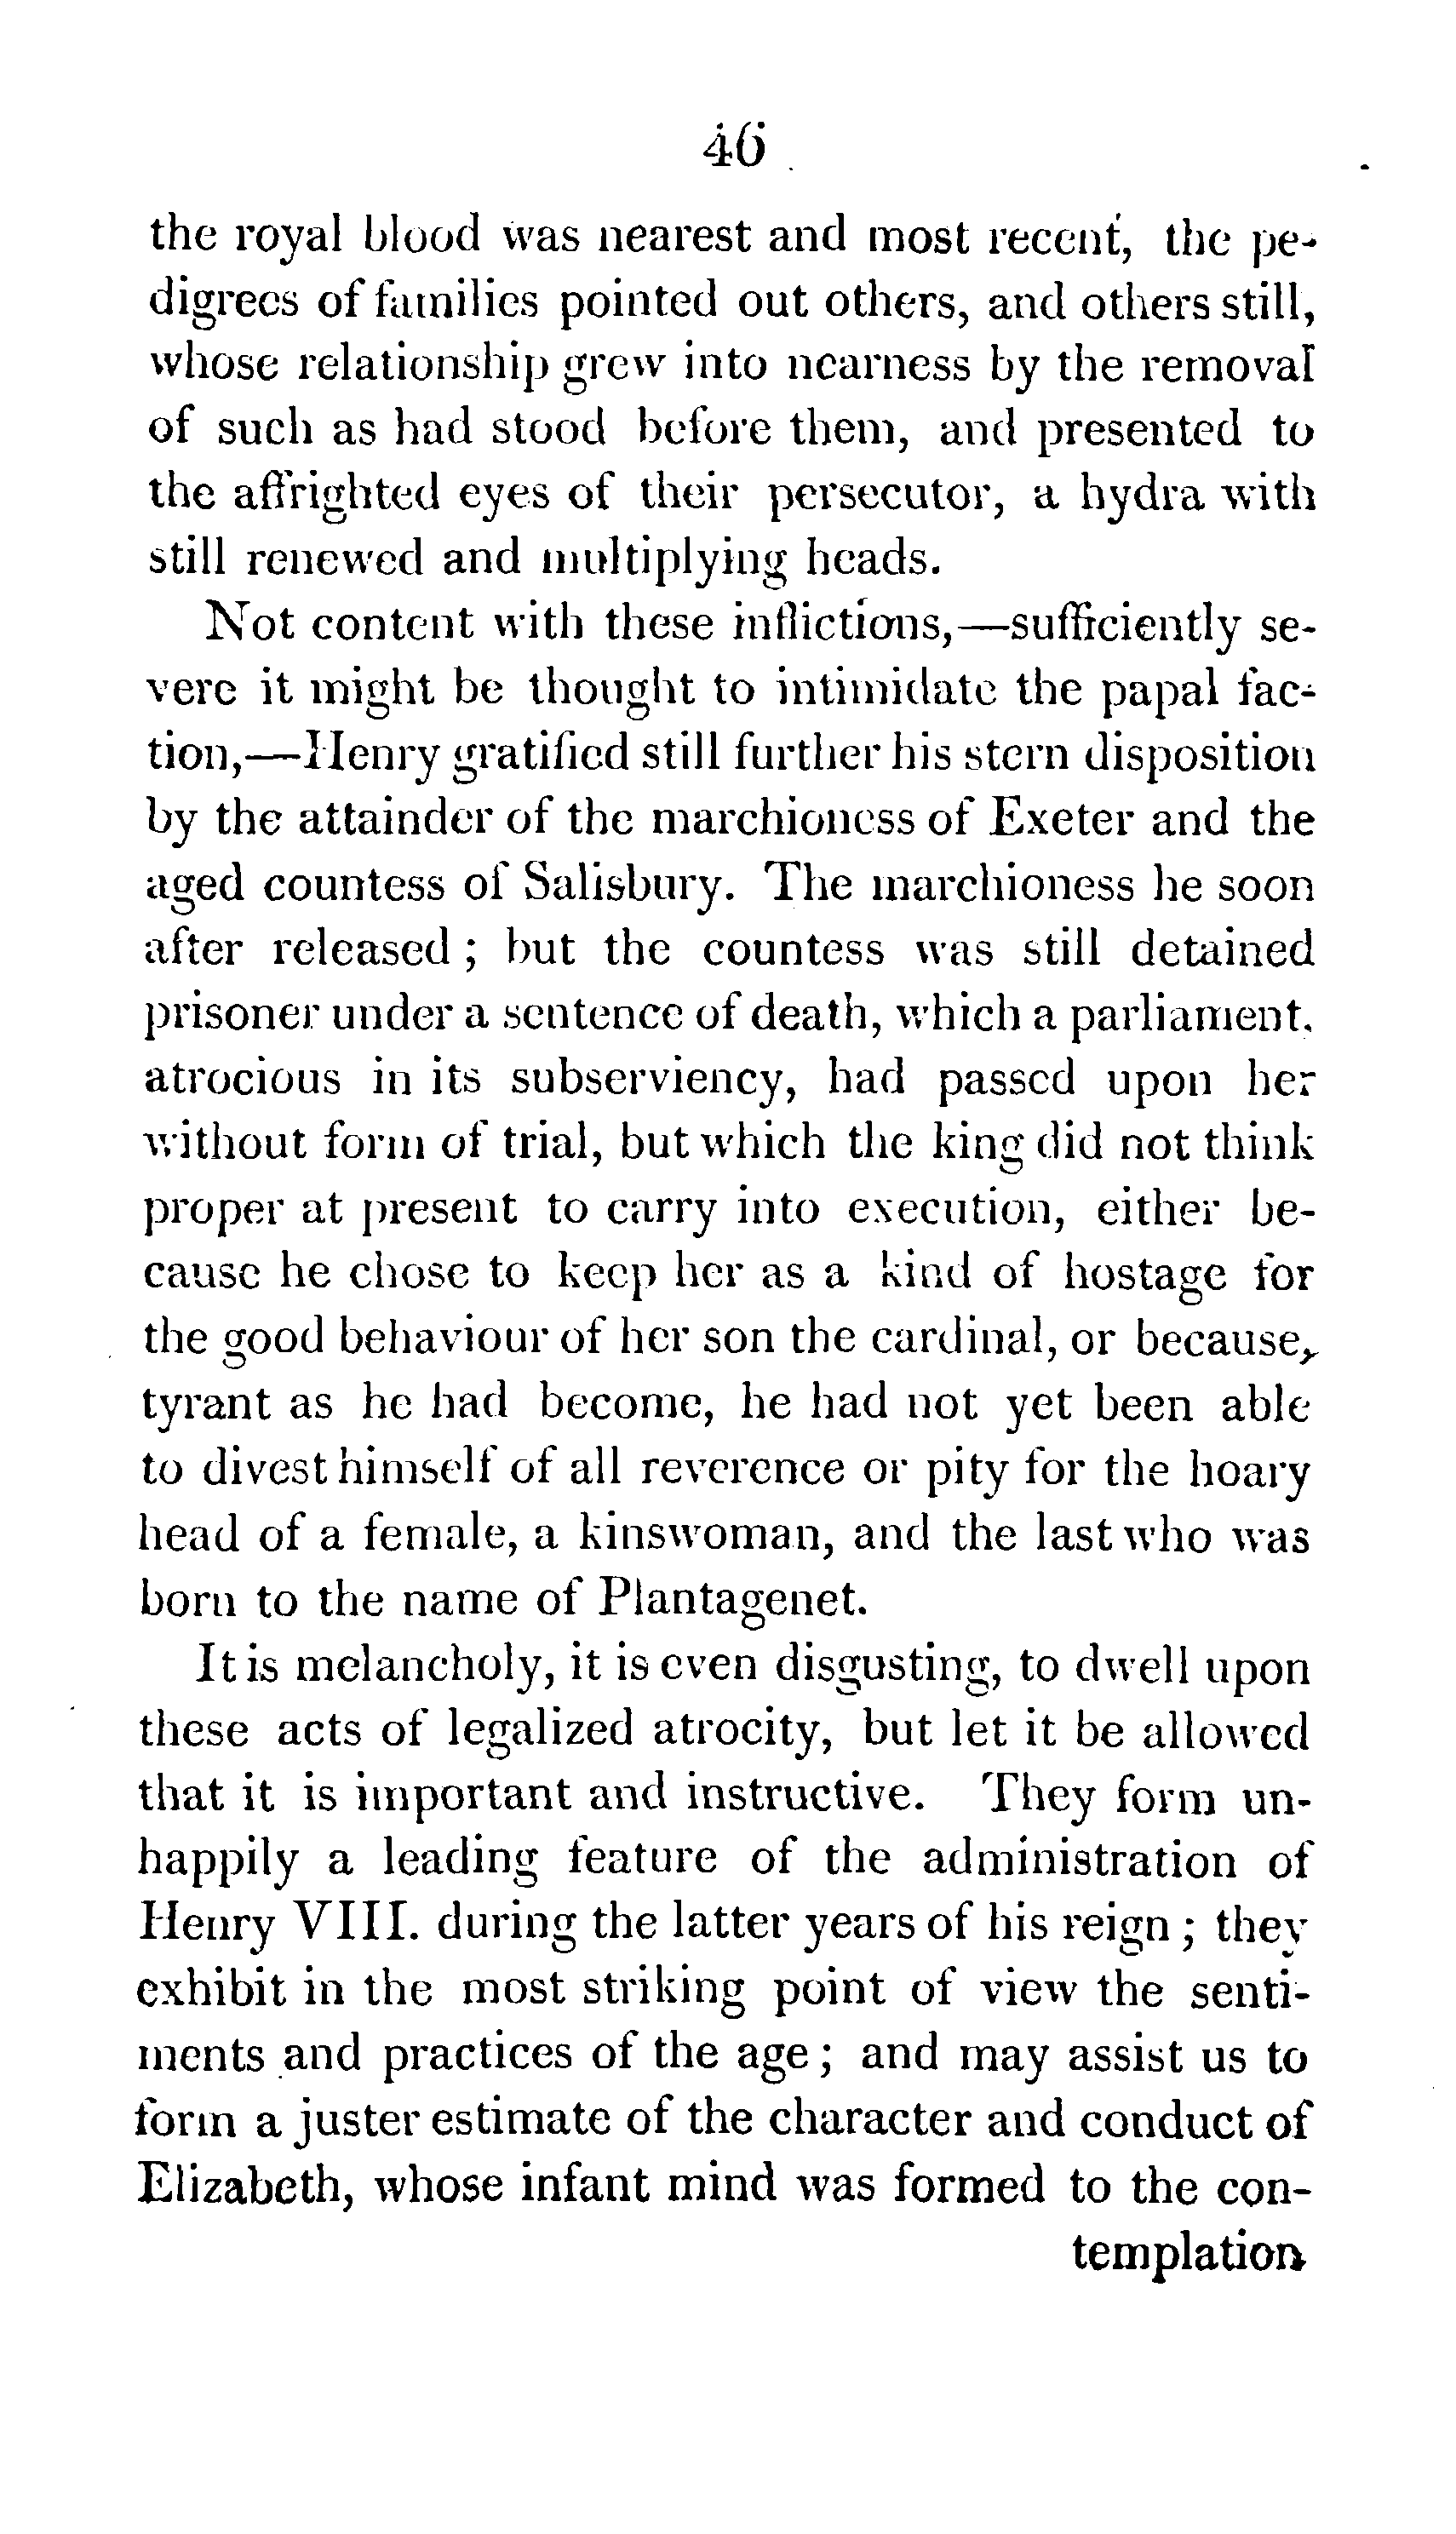 46
the royal blood was nearest and most recent, the pe-
digrees of families pointed out others, and others still,
whose relationship grew into nearness by the removal
of such as had stood before them, and presented to
the affrighted eyes of their persecutor, a hydra with
still renewed and multiplying heads.
Not content with these inflictions,—sufficiently se-
vere it might be thought to intimidate the papal fac-
tion,—Henry gratified still further his stern disposition
by the attainder of the marchioness of Exeter and the
aged countess of Salisbury. The marchioness he soon
after released ; but the countess was still detained
prisoner under a sentence of death, which a parliament,
atrocious in its subserviency, had passed upon her
without form of trial, but which the king did not think
proper at present to carry into execution, either be-
cause he chose to keep her as a kind of hostage for
the good behaviour of her son the cardinal, or because,
tyrant as he had become, he had not yet been able
to divest himself of all reverence or pity for the hoary
head of a female, a kinswoman, and the last who was
born to the name of Plantagenet.
It is melancholy, it is even disgusting, to dwell upon
these acts of legalized atrocity, but let it be allowed
that it is important and instructive. They form un-
happily a leading feature of the administration of
Henry VIII. during the latter years of his reign ; they
exhibit in the most striking point of view the senti-
ments and practices of the age ; and may assist us to
form a juster estimate of the character and conduct of
Elizabeth, whose infant mind was formed to the con-
templation